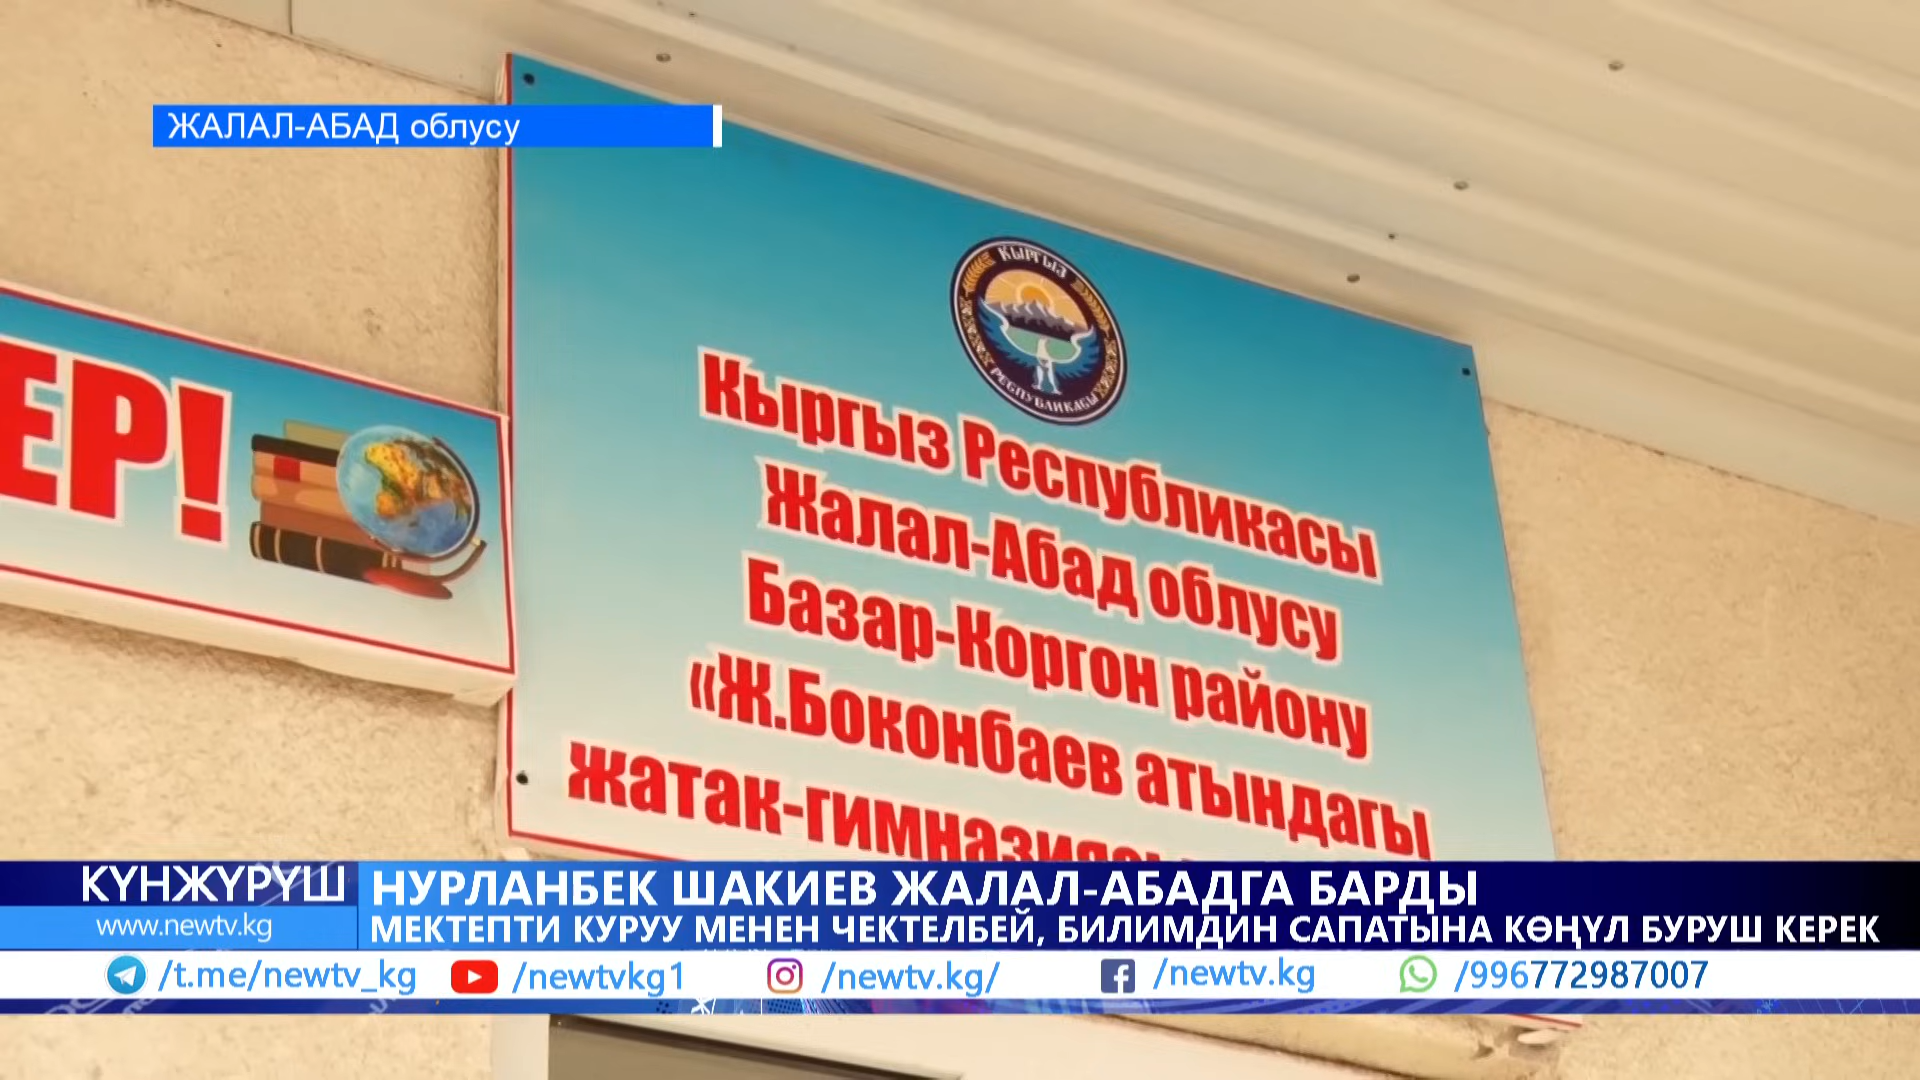 ЖАЛАЛ-АБАД облусу
КЫРГЫЗ
РЕСПУБЛИКАСЫ
ЕР!
Кыргыз Республикасы
Жалал-Абад облусу
Базар-Коргон району
«Ж.Боконбаев атындагы
жатак-гимназиясы
КҮНЖҮРҮШ
www.newtv.kg
НУРЛАНБЕК ШАКИЕВ ЖАЛАЛ-АБАДГА БАРДЫ
МЕКТЕПТИ КУРУУ МЕНЕН ЧЕКТЕЛБЕЙ, БИЛИМДИН САПАТЫНА КӨҢҮЛ БУРУШ КЕРЕК
/t.me/newtv_kg
/newtvkg1
/newtv.kg/
/newtv.kg
/996772987007